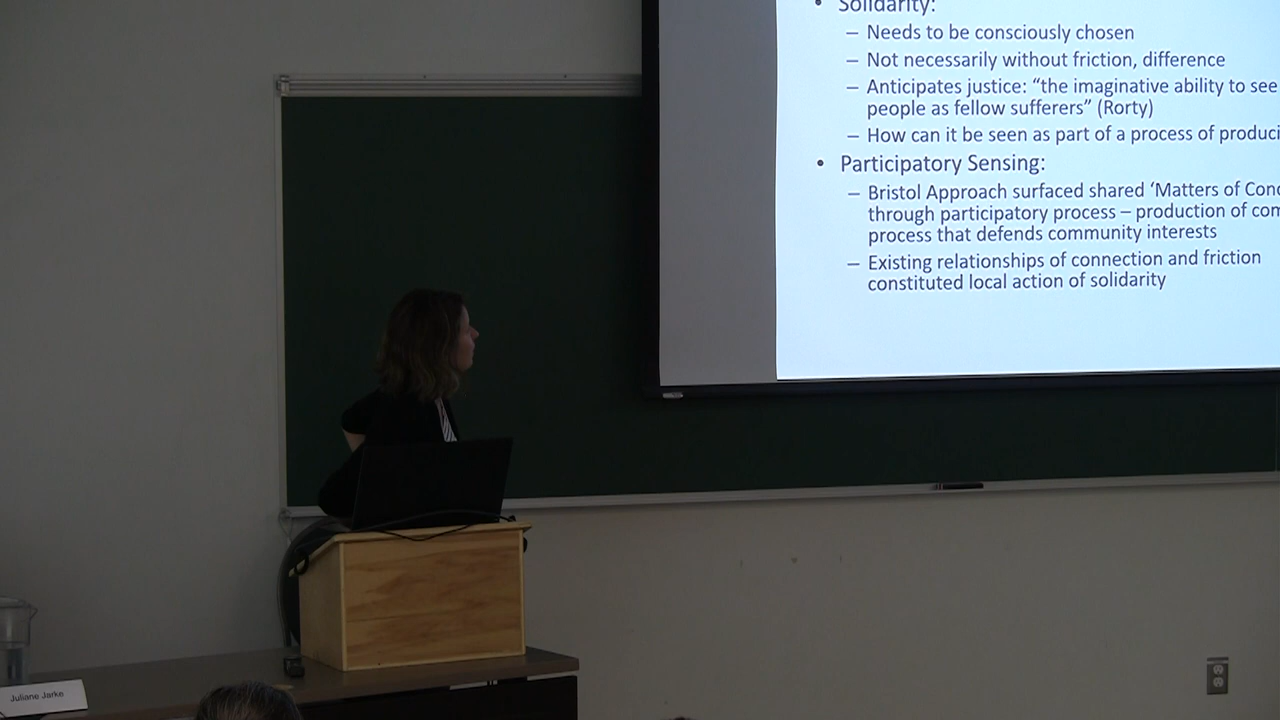 • Solidarity:
– Needs to be consciously chosen
– Not necessarily without friction, difference
– Anticipates justice: “the imaginative ability to see
people as fellow sufferers” (Rorty)
– How can it be seen as part of a process of produci
• Participatory Sensing:
– Bristol Approach surfaced shared ‘Matters of Conc
through participatory process – production of com
process that defends community interests
– Existing relationships of connection and friction
constituted local action of solidarity
Juliane Jarke